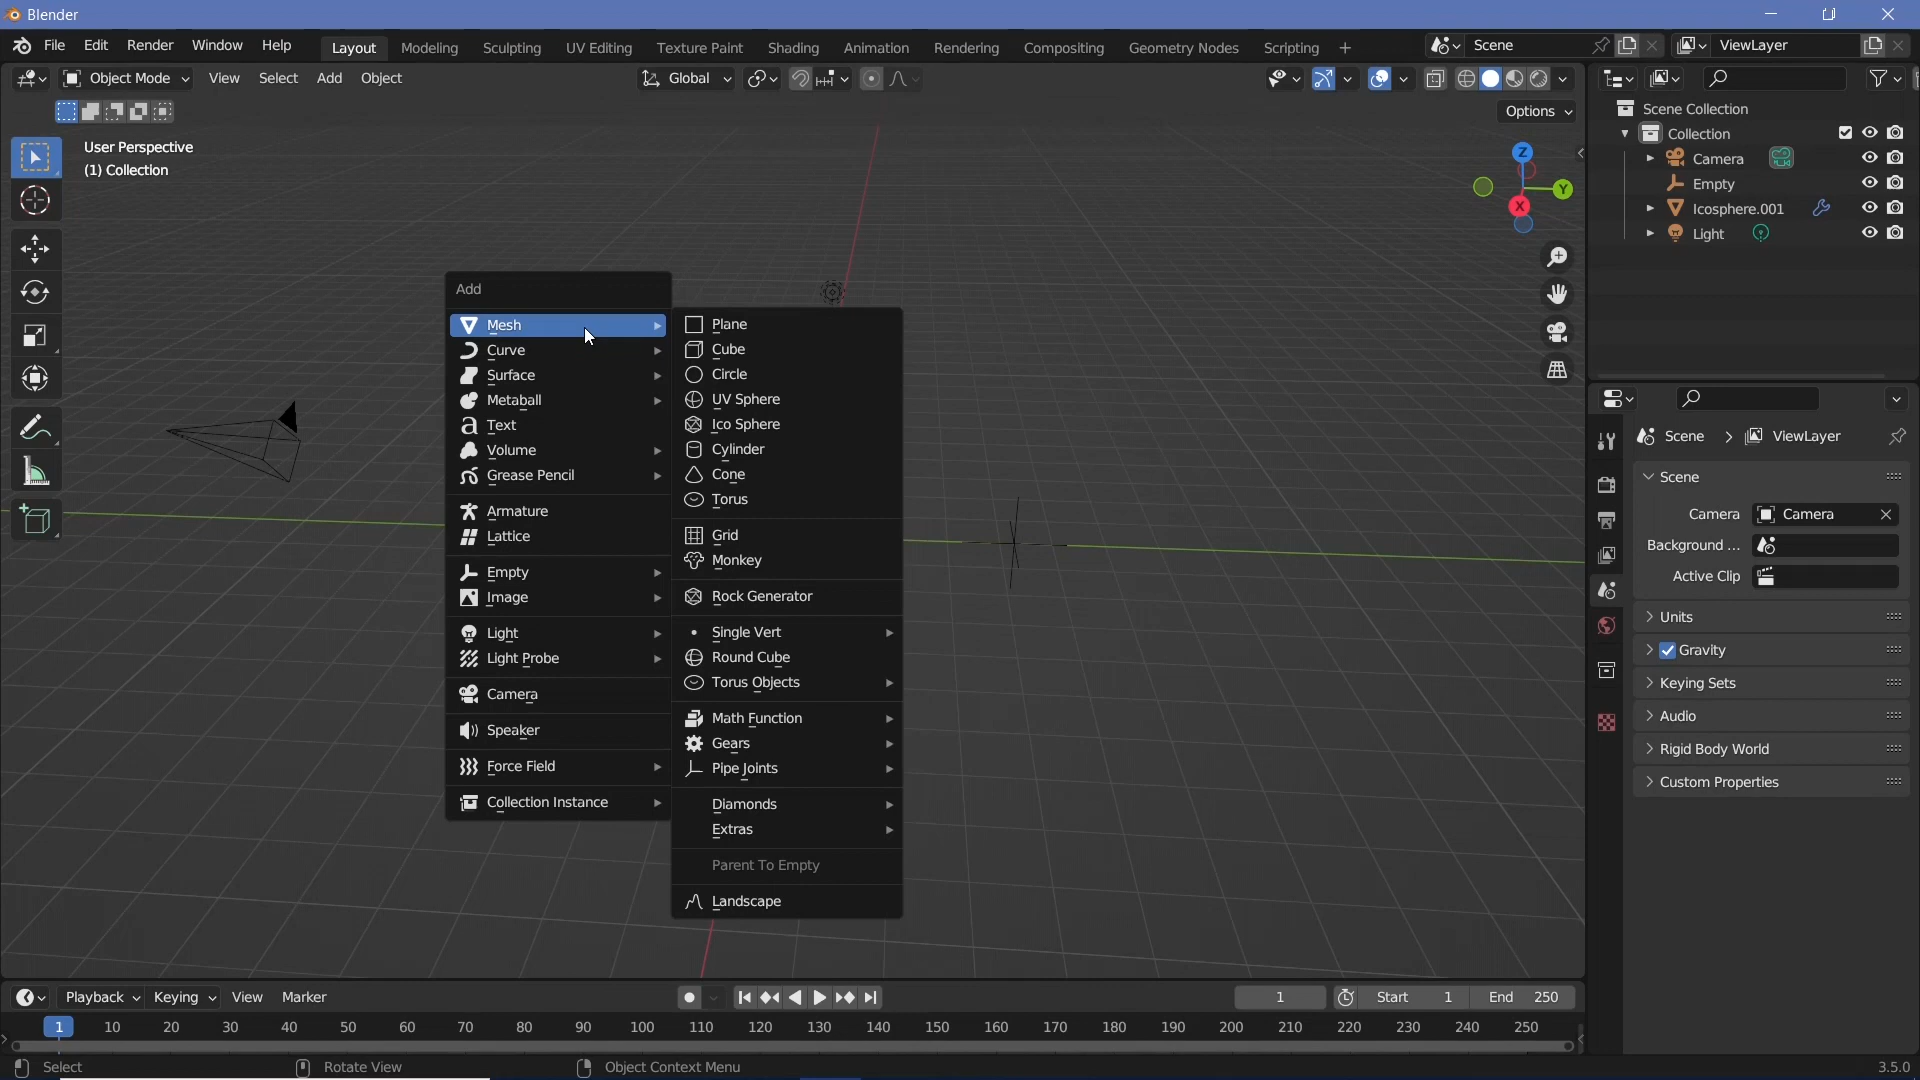 Blender
File Edit Render Window Help Layout Modeling Sculpting UV Editing Texture Paint Shading Animation Rendering Compositing Geometry Nodes Scripting + Scene ViewLayer
Object Mode View Select Add Object Global
Options
User Perspective
(1) Collection
Z
Y
X
Scene Collection
Collection
Camera
Empty
Icosphere.001
Light
Add
Mesh
Curve
Surface
Metaball
Text
Volume
Grease Pencil
Armature
Lattice
Empty
Image
Light
Light Probe
Camera
Speaker
Force Field
Collection Instance
Plane
Cube
Circle
UV Sphere
Ico Sphere
Cylinder
Cone
Torus
Grid
Monkey
Rock Generator
Single Vert
Round Cube
Torus Objects
Math Function
Gears
Pipe Joints
Diamonds
Extras
Parent To Empty
Landscape
Scene > ViewLayer
Scene
Camera Camera
Background ...
Active Clip
Units
Gravity
Keying Sets
Audio
Rigid Body World
Custom Properties
Playback Keying View Marker 1 Start 1 End 250
1 10 20 30 40 50 60 70 80 90 100 110 120 130 140 150 160 170 180 190 200 210 220 230 240 250
Select Rotate View Object Context Menu 3.5.0